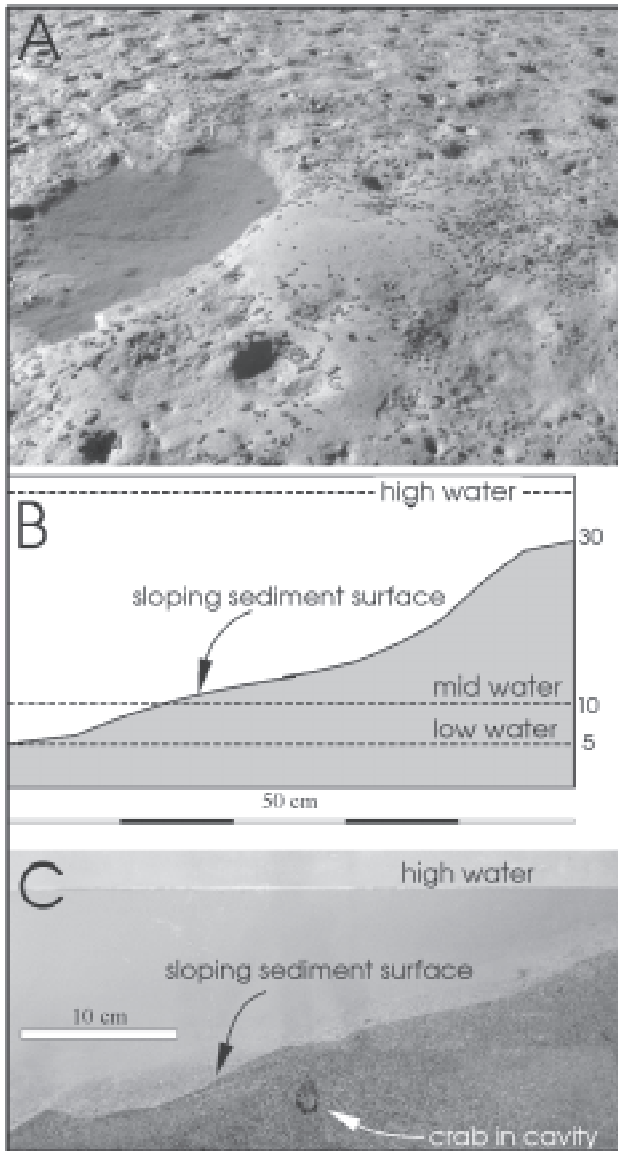 A
high water
B
30
sloping sediment surface
mid water
10
low water
5
50 cm
C
high water
sloping sediment surface
10 cm
crab in cavity